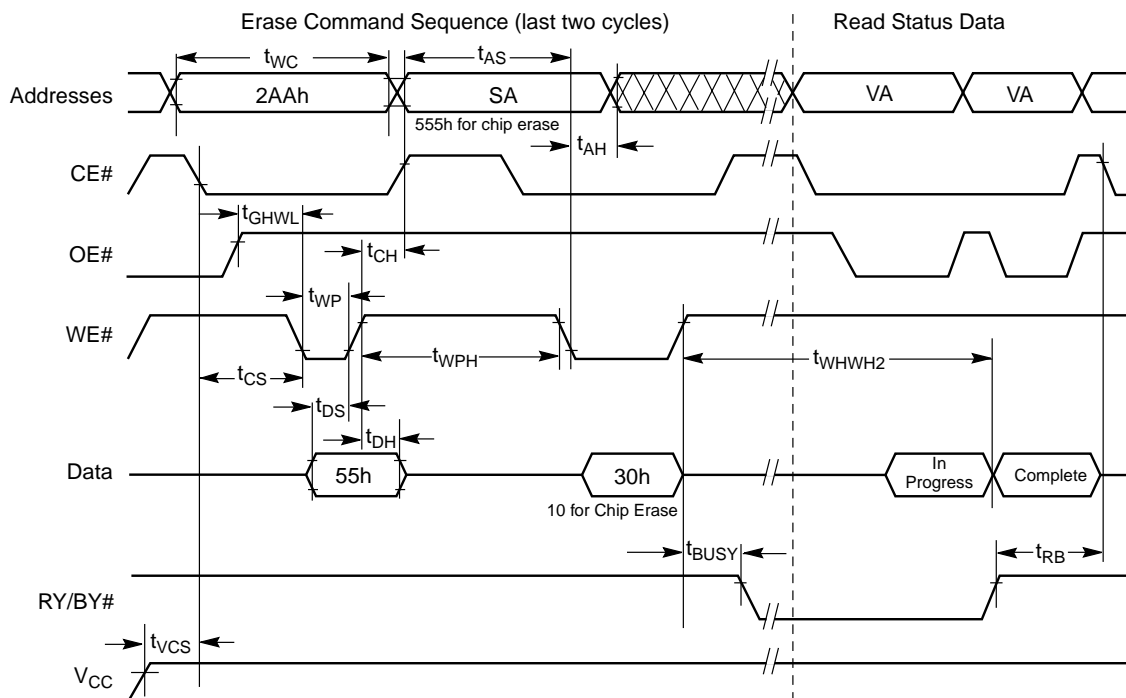 Erase Command Sequence (last two cycles)
Read Status Data
tWC
tAS
Addresses
2AAh
SA
VA
VA
555h for chip erase
tAH
CE#
tGHWL
OE#
tCH
tWP
WE#
tWPH
tWHWH2
tCS
tDS
tDH
Data
55h
30h
In
Progress
Complete
10 for Chip Erase
tBUSY
tRB
RY/BY#
tVCS
VCC